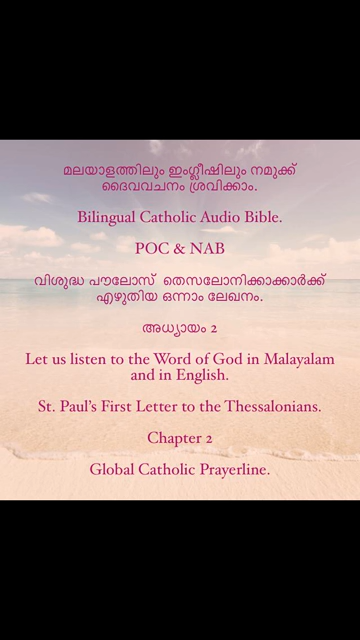 മലയാളത്തിലും ഇംഗ്ലീഷിലും നമുക്ക്
ദൈവവചനം ശ്രവിക്കാം.
Bilingual Catholic Audio Bible.
POC & NAB
വിശുദ്ധ പൗലോസ് തെസലോനിക്കാക്കാർക്ക്
എഴുതിയ ഒന്നാം ലേഖനം.
അധ്യായം 2
Let us listen to the Word of God in Malayalam
and in English.
St. Paul’s First Letter to the Thessalonians.
Chapter 2
Global Catholic Prayerline.